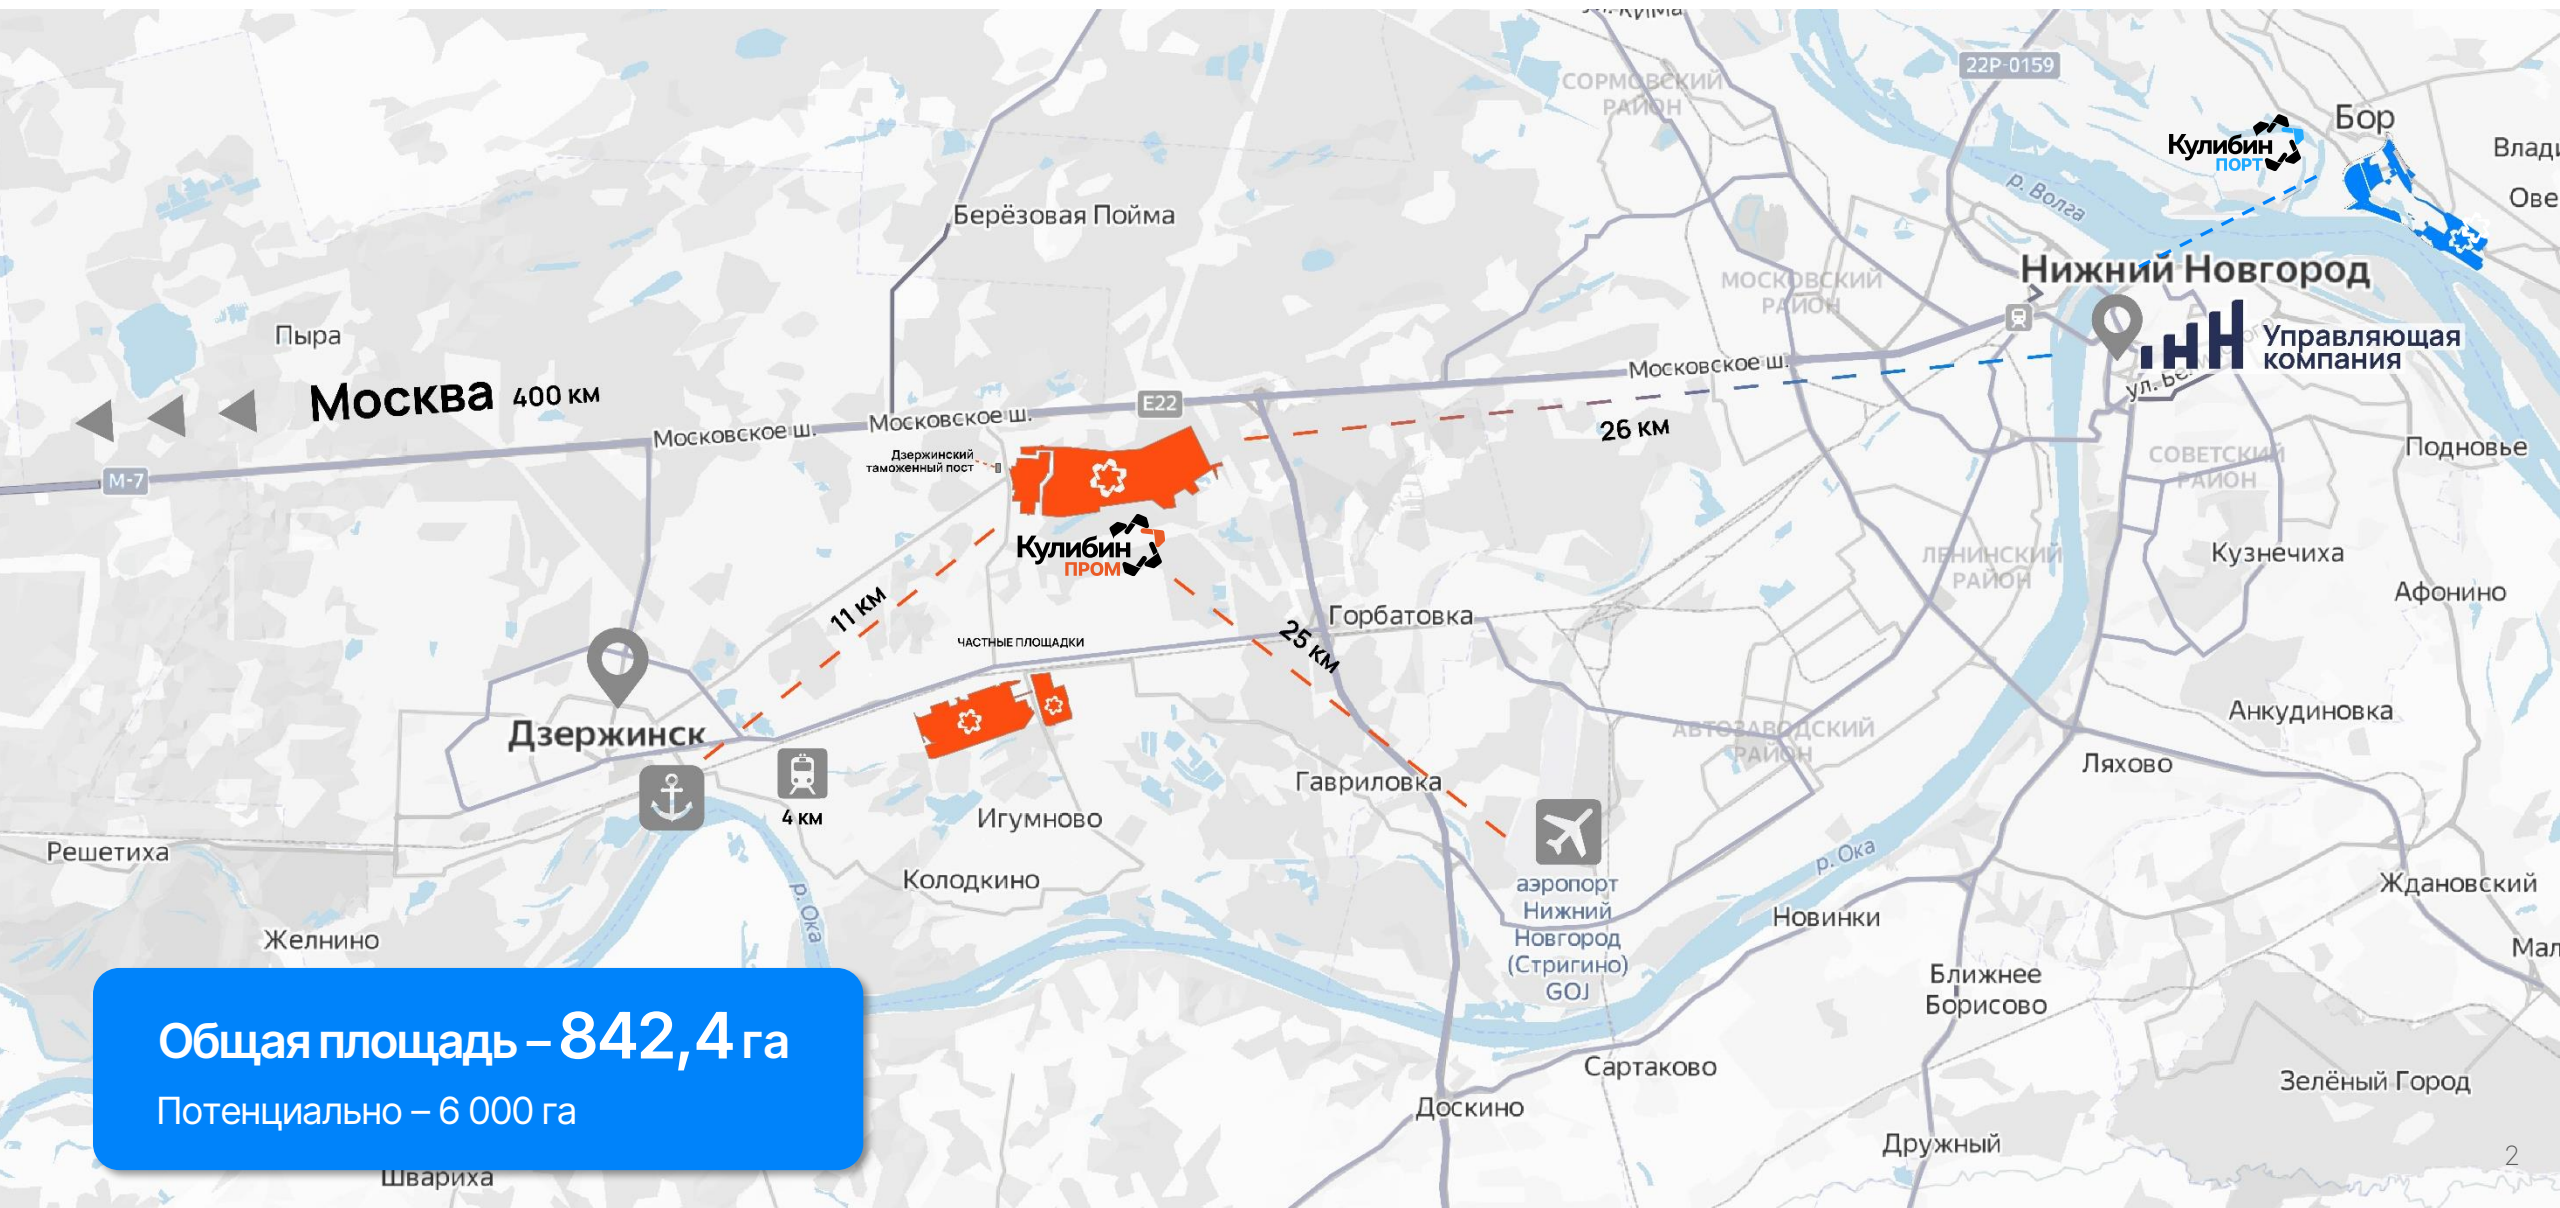 22Р-0159
СОРМОВСКИЙ
РАЙОН
Бор
Кулибин
ПОРТ
р. Волга
Берёзовая Пойма
Нижний Новгород
МОСКОВСКИЙ
РАЙОН
Управляющая
компания
Пыра
Москва 400 км
Московское ш.
Московское ш.
Московское ш.
Е22
М-7
26 км
Дзержинский
таможенный пост
СОВЕТСКИЙ
РАЙОН
Подновье
Кулибин
ПРОМ
ЛЕНИНСКИЙ
РАЙОН
Кузнечиха
Афонино
11 км
25 км
Горбатовка
ЧАСТНЫЕ ПЛОЩАДКИ
Дзержинск
АВТОЗАВОДСКИЙ
РАЙОН
Анкудиновка
Ляхово
Гавриловка
4 км
Игумново
Решетиха
Колодкино
р. Ока
р. Ока
аэропорт
Нижний
Новгород
(Стригино)
GOJ
Новинки
Ждановский
Желнино
Ближнее
Борисово
Общая площадь – 842,4 га
Потенциально – 6 000 га
Сартаково
Доскино
Зелёный Город
Дружный
Швариха
2